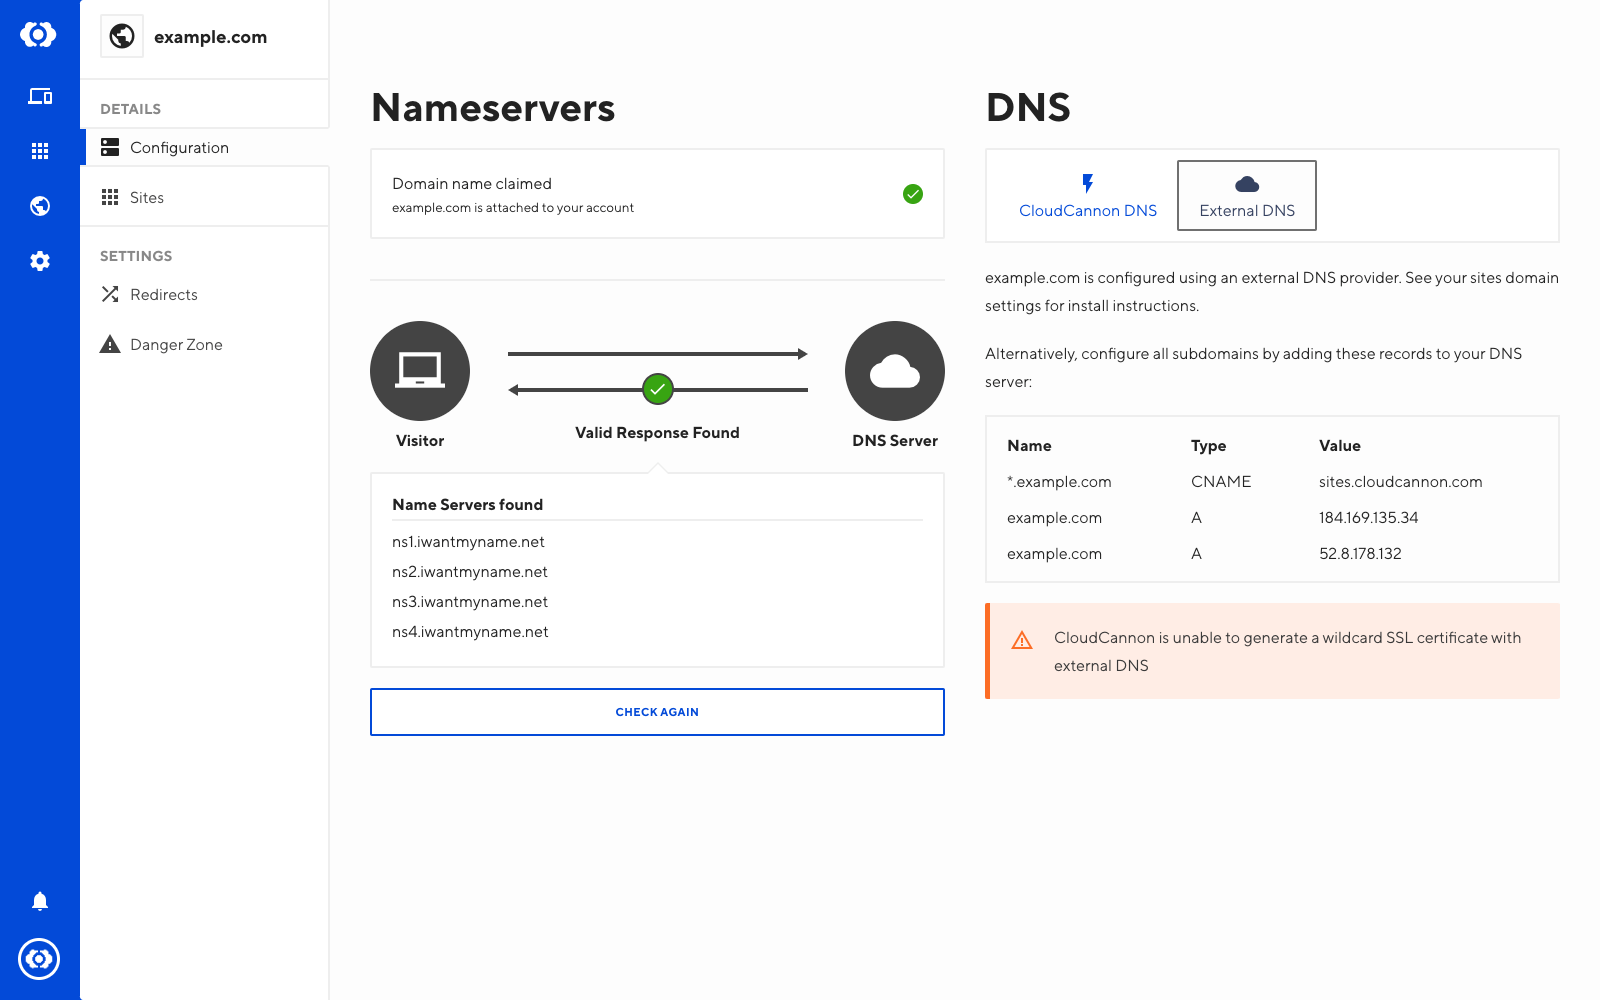 example.com
DETAILS
Configuration
Sites
SETTINGS
Redirects
Danger Zone
Nameservers
Domain name claimed
example.com is attached to your account
Visitor
Valid Response Found
DNS Server
Name Servers found
ns1.iwantmyname.net
ns2.iwantmyname.net
ns3.iwantmyname.net
ns4.iwantmyname.net
CHECK AGAIN
DNS
CloudCannon DNS
External DNS
example.com is configured using an external DNS provider. See your sites domain
settings for install instructions.
Alternatively, configure all subdomains by adding these records to your DNS
server:
Name Type Value
*.example.com CNAME sites.cloudcannon.com
example.com A 184.169.135.34
example.com A 52.8.178.132
CloudCannon is unable to generate a wildcard SSL certificate with
external DNS